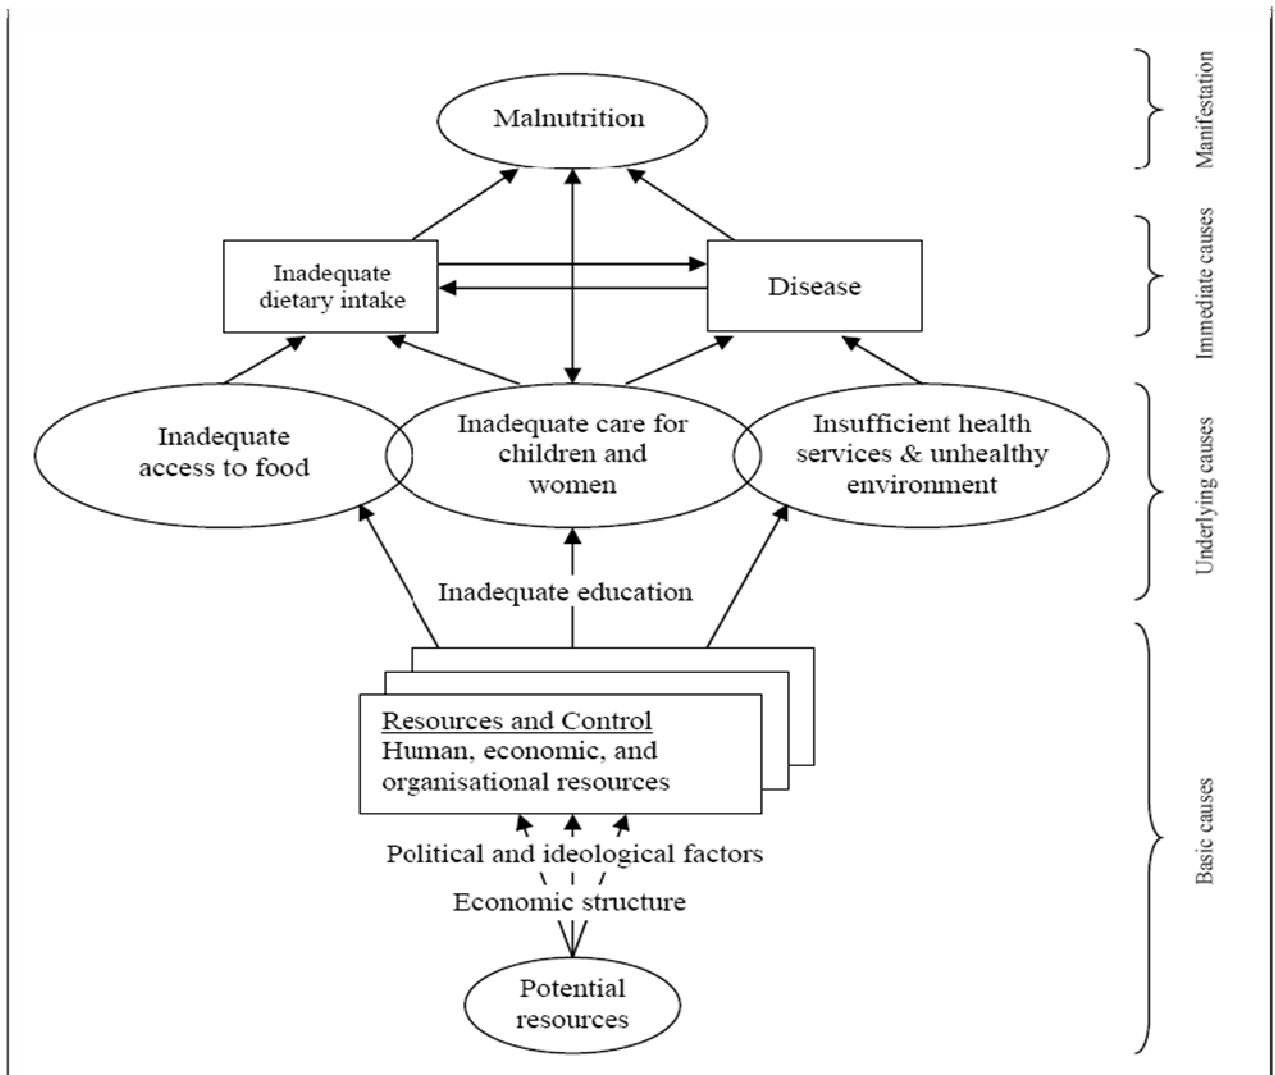 Malnutrition
Manifestation
Inadequate
dietary intake
Disease
Immediate causes
Inadequate
access to food
Inadequate care for
children and
women
Insufficient health
services & unhealthy
environment
Underlying causes
Inadequate education
Resources and Control
Human, economic, and
organisational resources
Political and ideological factors
Economic structure
Potential
resources
Basic causes